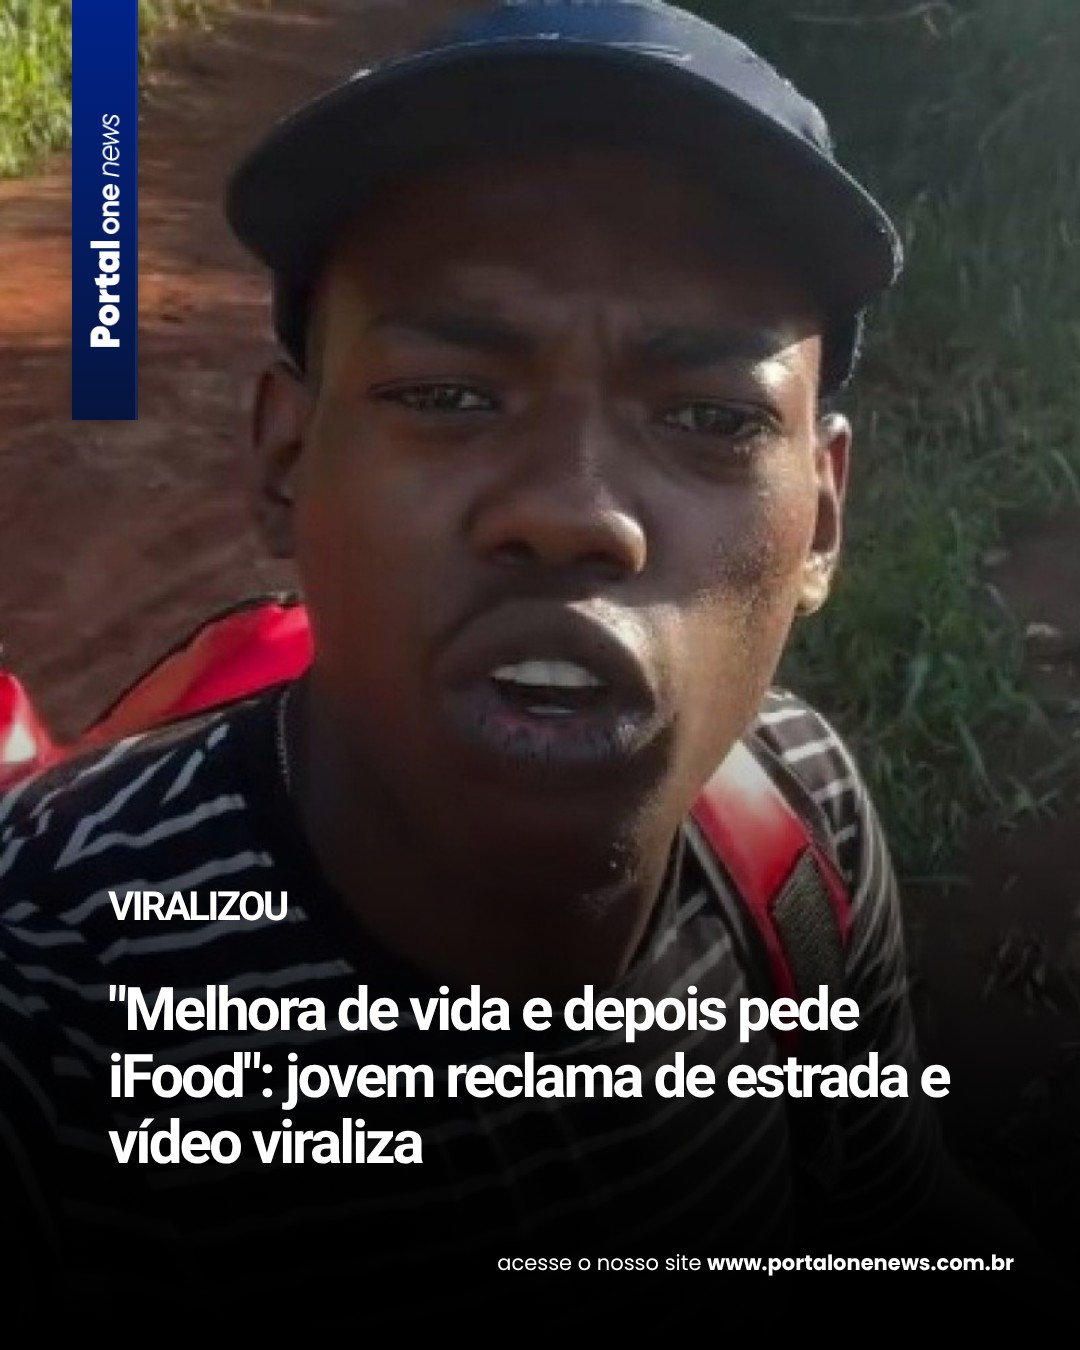 Portal one news
VIRALIZOU
"Melhora de vida e depois pede
iFood": jovem reclama de estrada e
vídeo viraliza
acesse o nosso site www.portalonenews.com.br